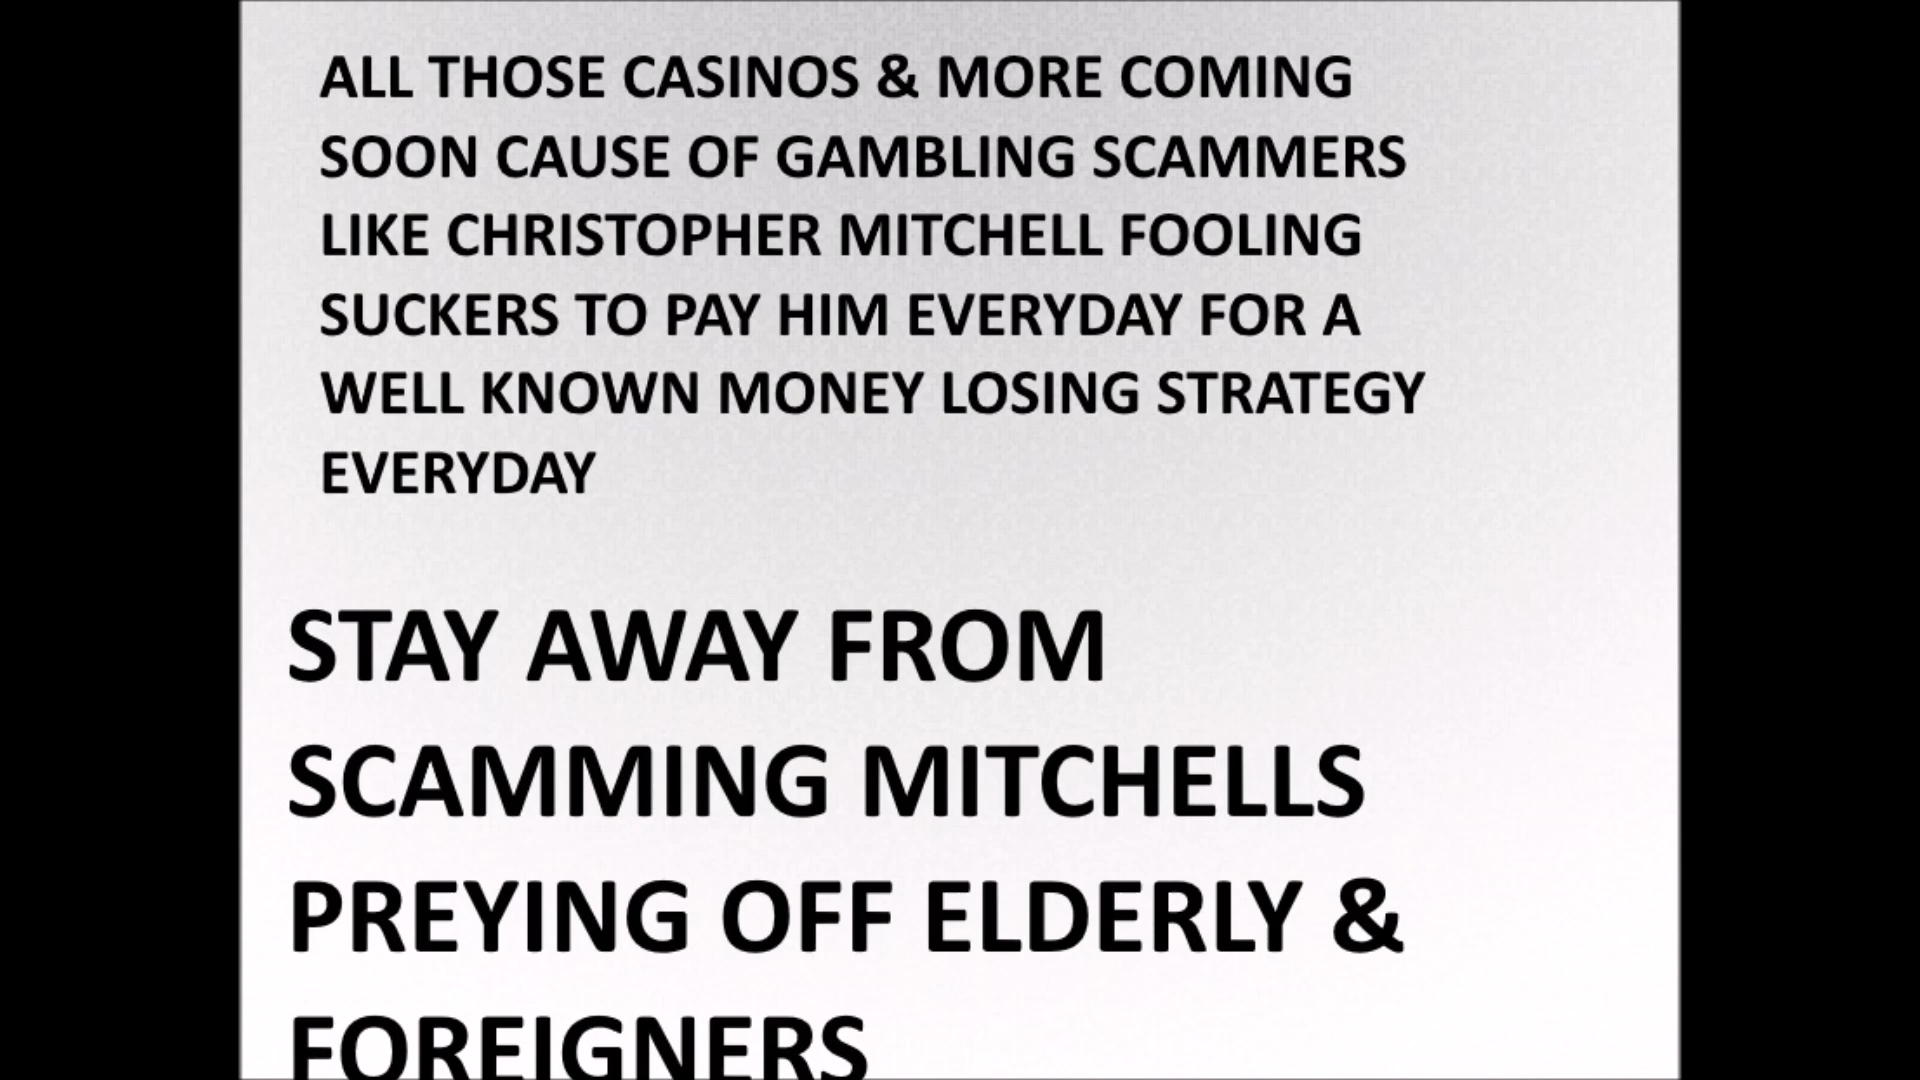 ALL THOSE CASINOS & MORE COMING
SOON CAUSE OF GAMBLING SCAMMERS
LIKE CHRISTOPHER MITCHELL FOOLING
SUCKERS TO PAY HIM EVERYDAY FOR A
WELL KNOWN MONEY LOSING STRATEGY
EVERYDAY
STAY AWAY FROM
SCAMMING MITCHELLS
PREYING OFF ELDERLY &
FOREIGNERS